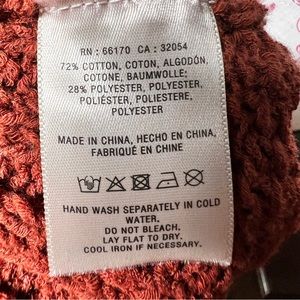 RN : 66170 CA : 32054
72% COTTON, COTON, ALGODÓN,
COTONE, BAUMWOLLE;
28% POLYESTER, POLYESTER,
POLIÉSTER, POLIESTERE,
POLYESTER
MADE IN CHINA, HECHO EN CHINA,
FABRIQUÉ EN CHINE
HAND WASH SEPARATELY IN COLD
WATER.
DO NOT BLEACH.
LAY FLAT TO DRY.
COOL IRON IF NECESSARY.